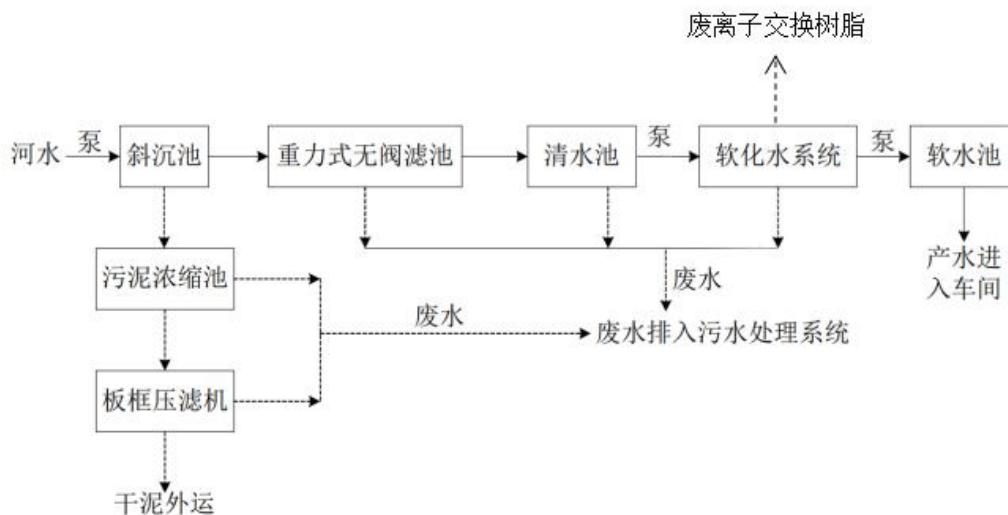 废离子交换树脂
河水
泵
斜沉池
重力式无阀滤池
清水池
泵
软化水系统
泵
软水池
污泥浓缩池
废水
废水
产水进
入车间
废水排入污水处理系统
板框压滤机
干泥外运